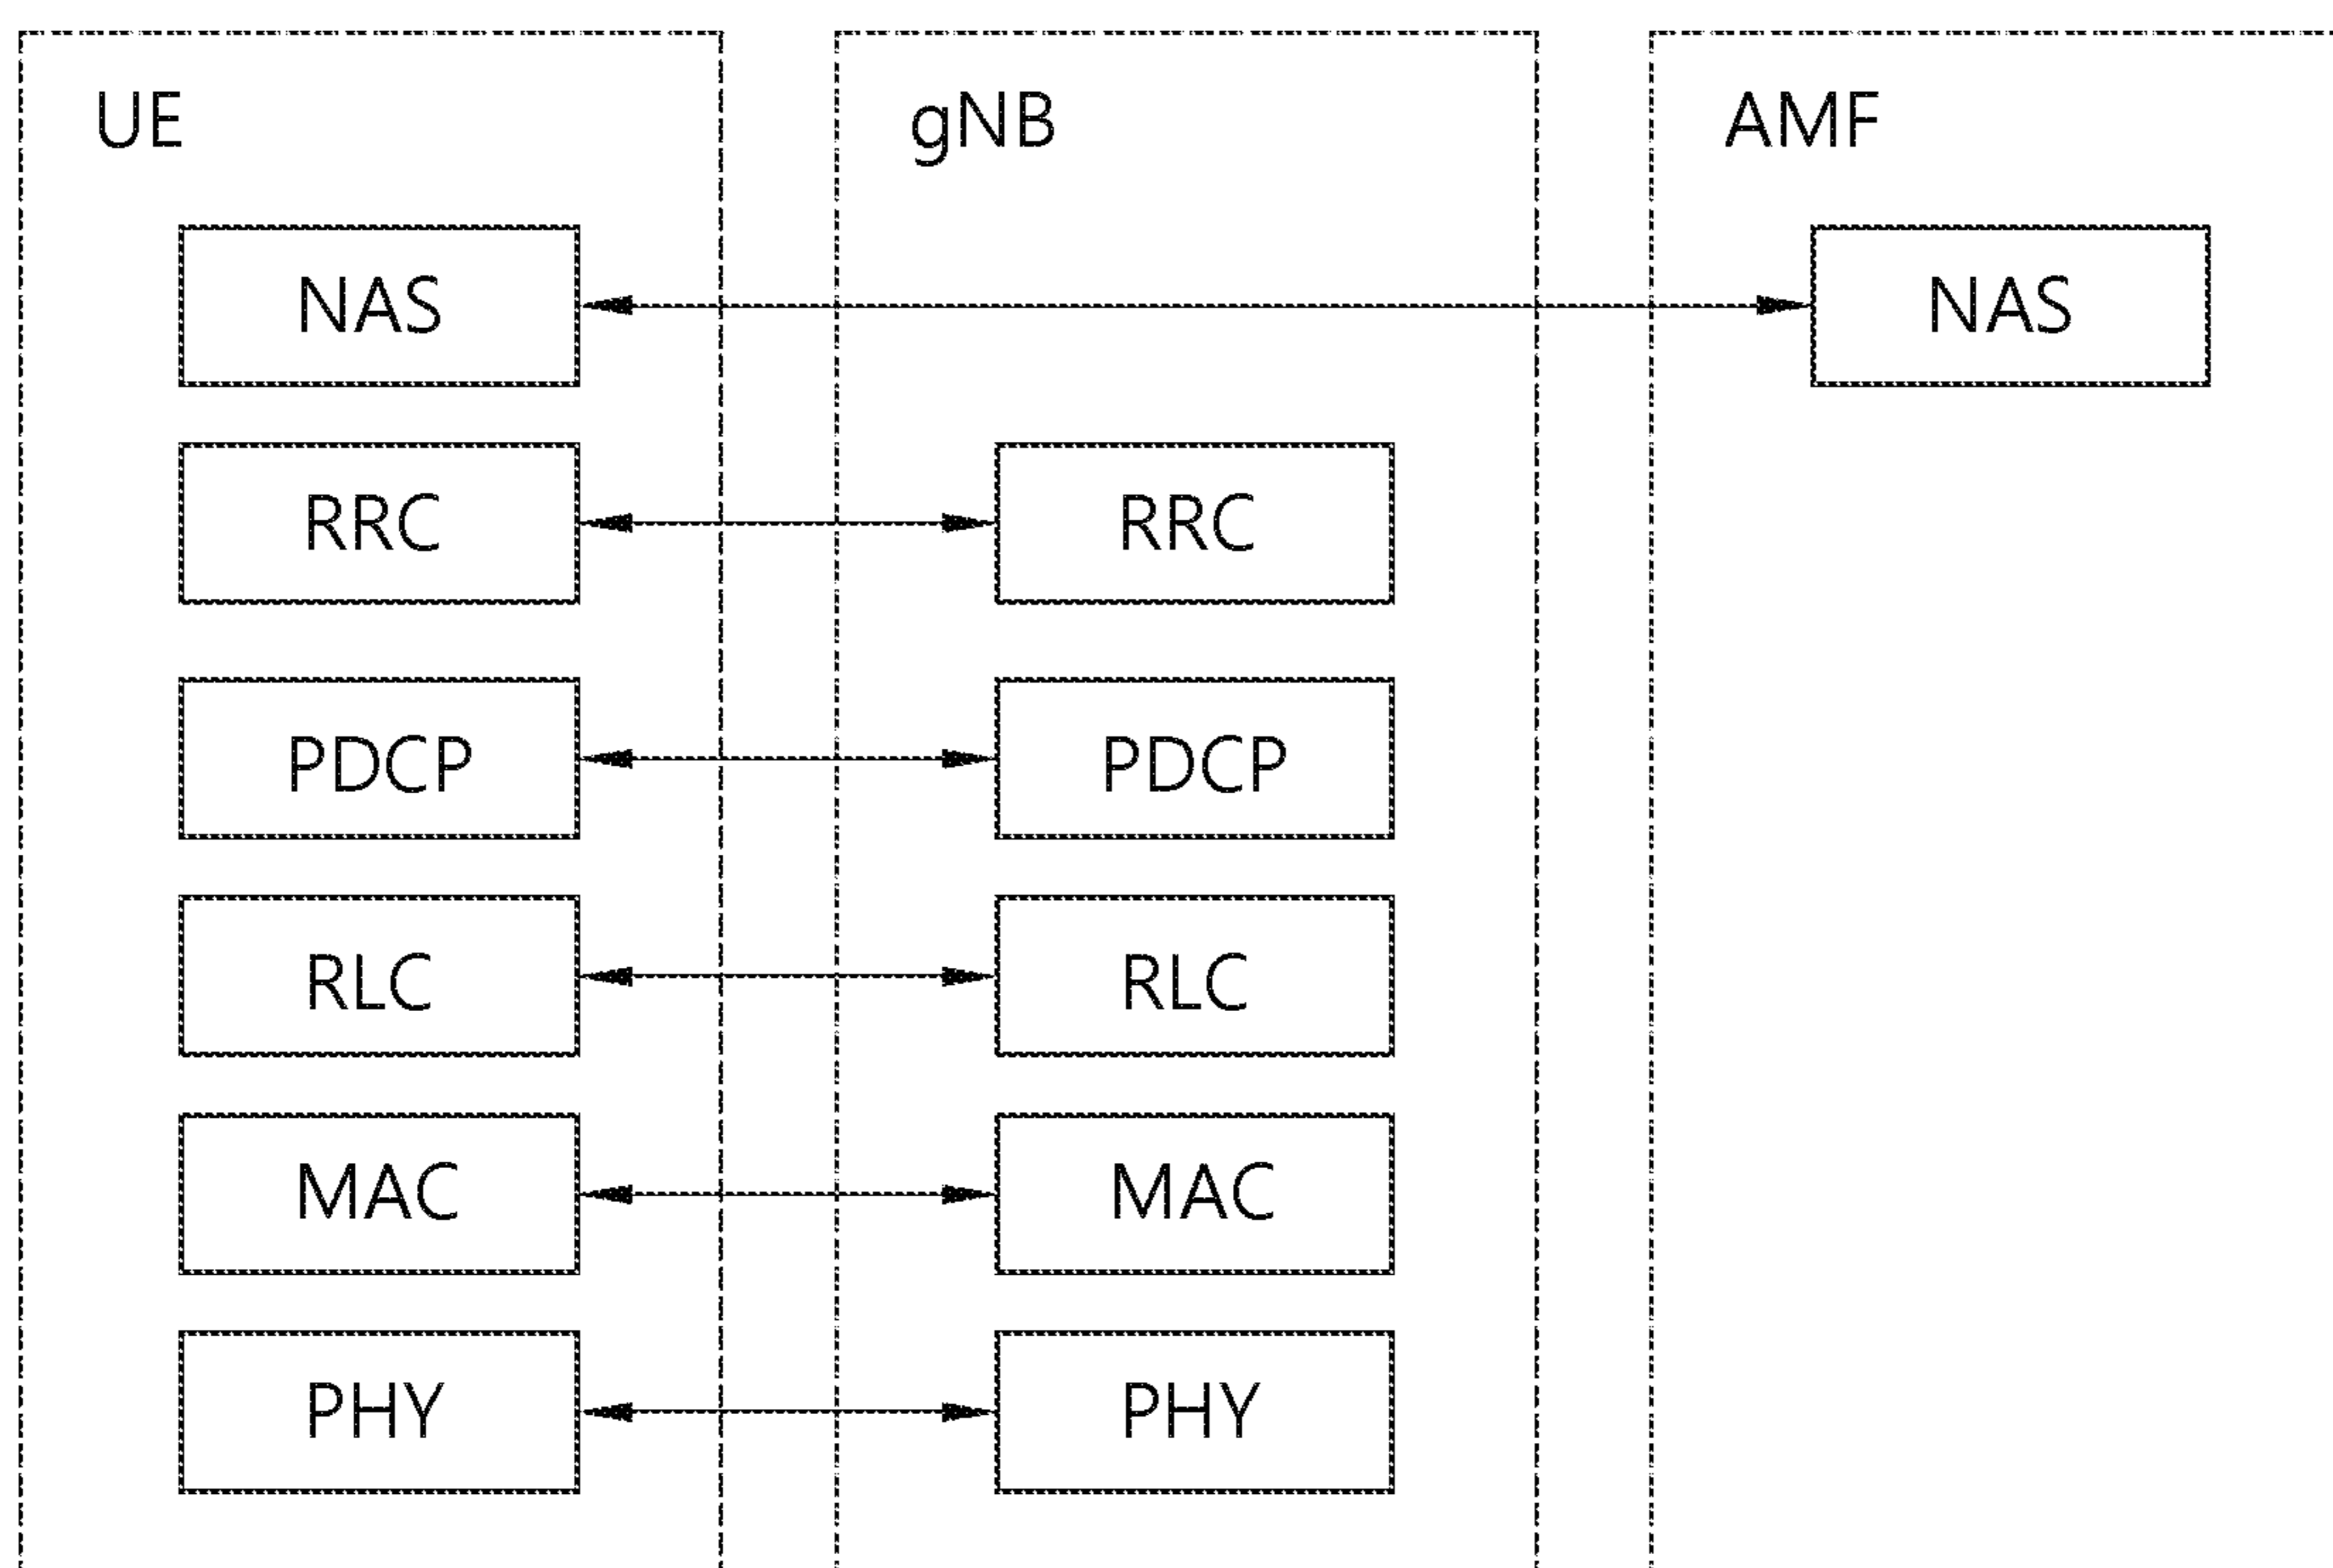 UE gNB AMF
NAS NAS
RRC RRC
PDCP PDCP
RLC RLC
MAC MAC
PHY PHY